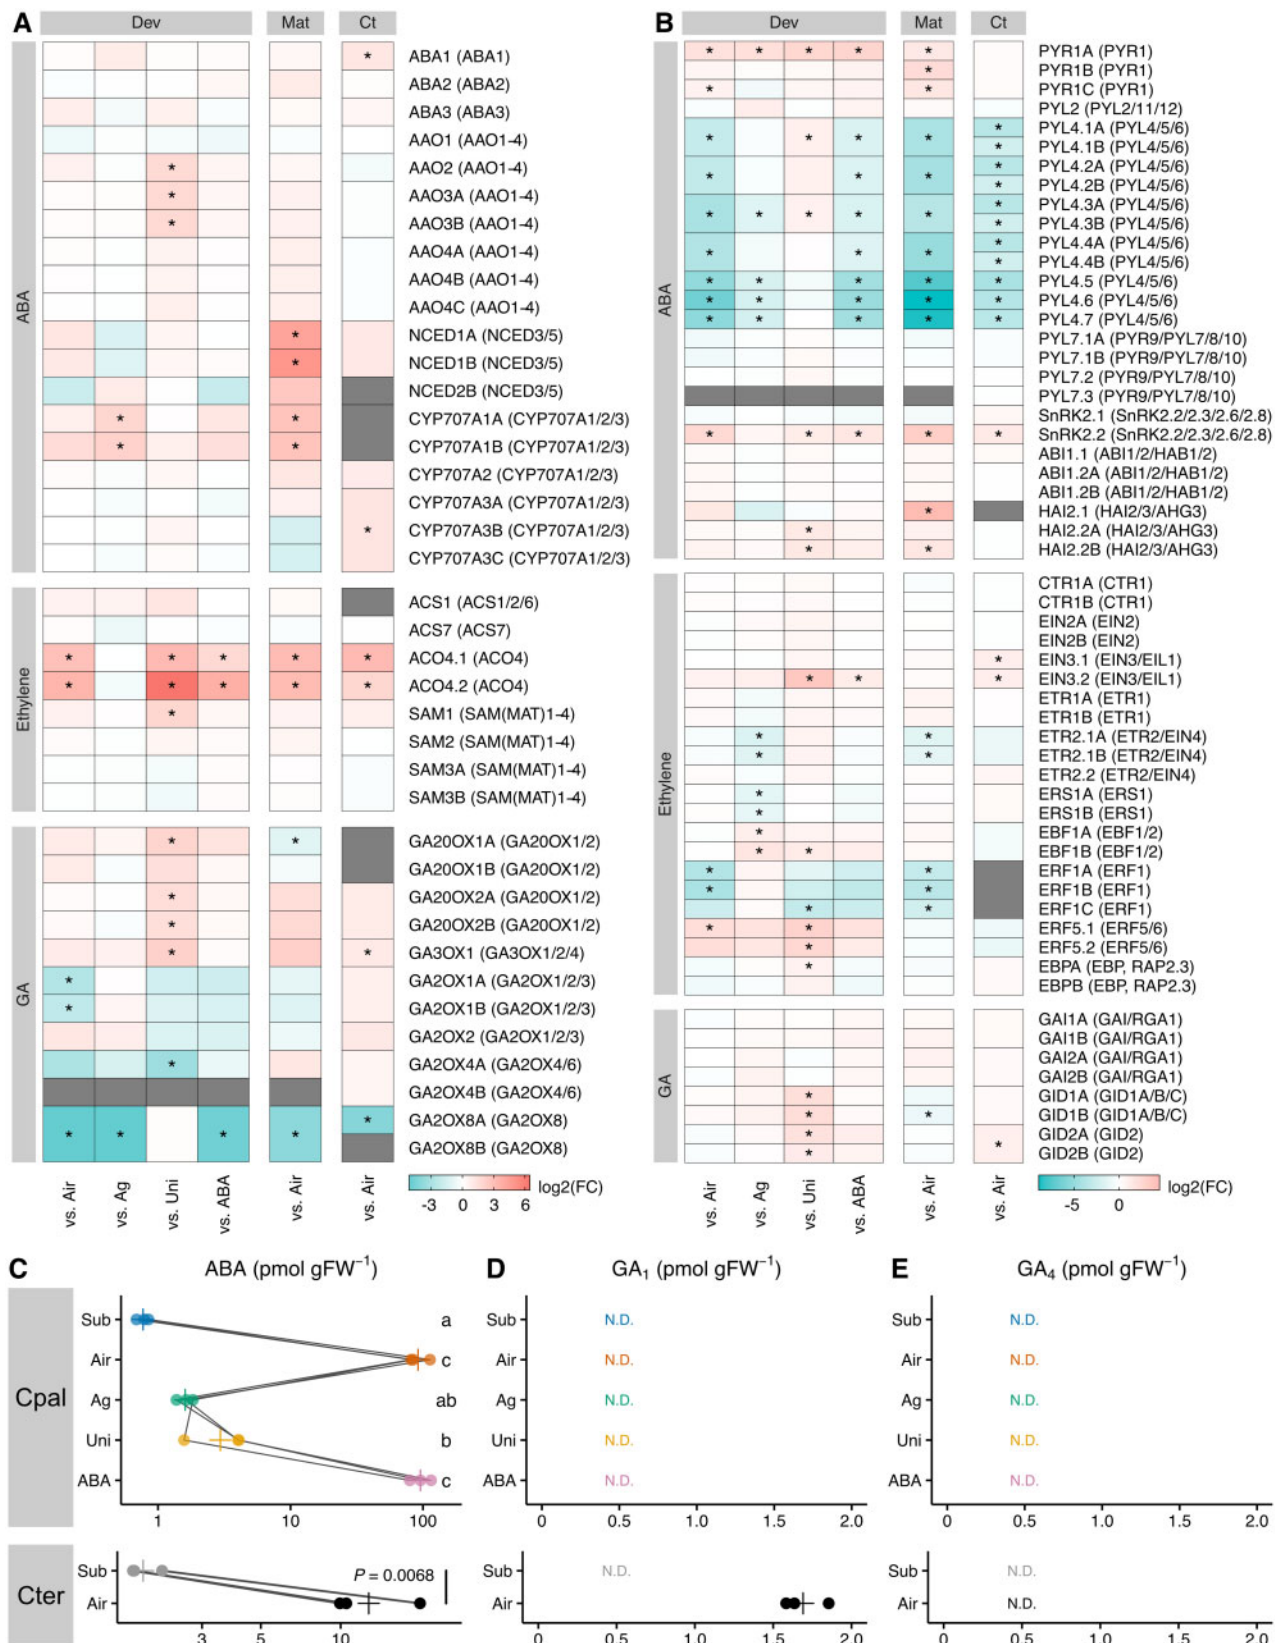 A
Dev
Mat
Ct
ABA
ABA1 (ABA1)
ABA2 (ABA2)
ABA3 (ABA3)
AAO1 (AAO1-4)
AAO2 (AAO1-4)
AAO3A (AAO1-4)
AAO3B (AAO1-4)
AAO4A (AAO1-4)
AAO4B (AAO1-4)
AAO4C (AAO1-4)
NCED1A (NCED3/5)
NCED1B (NCED3/5)
NCED2B (NCED3/5)
CYP707A1A (CYP707A1/2/3)
CYP707A1B (CYP707A1/2/3)
CYP707A2 (CYP707A1/2/3)
CYP707A3A (CYP707A1/2/3)
CYP707A3B (CYP707A1/2/3)
CYP707A3C (CYP707A1/2/3)
Ethylene
ACS1 (ACS1/2/6)
ACS7 (ACS7)
ACO4.1 (ACO4)
ACO4.2 (ACO4)
SAM1 (SAM(MAT)1-4)
SAM2 (SAM(MAT)1-4)
SAM3A (SAM(MAT)1-4)
SAM3B (SAM(MAT)1-4)
GA
GA20OX1A (GA20OX1/2)
GA20OX1B (GA20OX1/2)
GA20OX2A (GA20OX1/2)
GA20OX2B (GA20OX1/2)
GA3OX1 (GA3OX1/2/4)
GA2OX1A (GA2OX1/2/3)
GA2OX1B (GA2OX1/2/3)
GA2OX2 (GA2OX1/2/3)
GA2OX4A (GA2OX4/6)
GA2OX4B (GA2OX4/6)
GA2OX8A (GA2OX8)
GA2OX8B (GA2OX8)
vs. Air
vs. Ag
vs. Uni
vs. ABA
vs. Air
vs. Air
-3 0 3 6
log2(FC)
B
Dev
Mat
Ct
ABA
PYR1A (PYR1)
PYR1B (PYR1)
PYR1C (PYR1)
PYL2 (PYL2/11/12)
PYL4.1A (PYL4/5/6)
PYL4.1B (PYL4/5/6)
PYL4.2A (PYL4/5/6)
PYL4.2B (PYL4/5/6)
PYL4.3A (PYL4/5/6)
PYL4.3B (PYL4/5/6)
PYL4.4A (PYL4/5/6)
PYL4.4B (PYL4/5/6)
PYL4.5 (PYL4/5/6)
PYL4.6 (PYL4/5/6)
PYL4.7 (PYL4/5/6)
PYL7.1A (PYR9/PYL7/8/10)
PYL7.1B (PYR9/PYL7/8/10)
PYL7.2 (PYR9/PYL7/8/10)
PYL7.3 (PYR9/PYL7/8/10)
SnRK2.1 (SnRK2.2/2.3/2.6/2.8)
SnRK2.2 (SnRK2.2/2.3/2.6/2.8)
ABI1.1 (ABI1/2/HAB1/2)
ABI1.2A (ABI1/2/HAB1/2)
ABI1.2B (ABI1/2/HAB1/2)
HAI2.1 (HAI2/3/AHG3)
HAI2.2A (HAI2/3/AHG3)
HAI2.2B (HAI2/3/AHG3)
Ethylene
CTR1A (CTR1)
CTR1B (CTR1)
EIN2A (EIN2)
EIN2B (EIN2)
EIN3.1 (EIN3/EIL1)
EIN3.2 (EIN3/EIL1)
ETR1A (ETR1)
ETR1B (ETR1)
ETR2.1A (ETR2/EIN4)
ETR2.1B (ETR2/EIN4)
ETR2.2 (ETR2/EIN4)
ERS1A (ERS1)
ERS1B (ERS1)
EBF1A (EBF1/2)
EBF1B (EBF1/2)
ERF1A (ERF1)
ERF1B (ERF1)
ERF1C (ERF1)
ERF5.1 (ERF5/6)
ERF5.2 (ERF5/6)
EBPA (EBP, RAP2.3)
EBPB (EBP, RAP2.3)
GA
GAI1A (GAI/RGA1)
GAI1B (GAI/RGA1)
GAI2A (GAI/RGA1)
GAI2B (GAI/RGA1)
GID1A (GID1A/B/C)
GID1B (GID1A/B/C)
GID2A (GID2)
GID2B (GID2)
vs. Air
vs. Ag
vs. Uni
vs. ABA
vs. Air
vs. Air
-5 0
log2(FC)
C
ABA (pmol gFW⁻¹)
Cpal
Sub a
Air c
Ag ab
Uni b
ABA c
1 10 100
Cter
Sub
P = 0.0068
Air
3 5 10
D
GA₁ (pmol gFW⁻¹)
Sub N.D.
Air N.D.
Ag N.D.
Uni N.D.
ABA N.D.
0 0.5 1.0 1.5 2.0
Sub N.D.
Air
0 0.5 1.0 1.5 2.0
E
GA₄ (pmol gFW⁻¹)
Sub N.D.
Air N.D.
Ag N.D.
Uni N.D.
ABA N.D.
0 0.5 1.0 1.5 2.0
Sub N.D.
Air N.D.
0 0.5 1.0 1.5 2.0